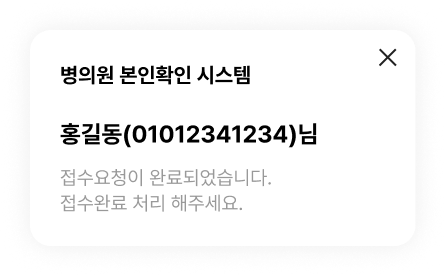 병의원 본인확인 시스템
홍길동(01012341234)님
접수요청이 완료되었습니다.
접수완료 처리 해주세요.